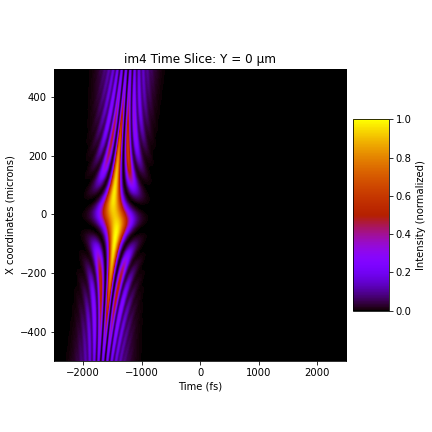 im4 Time Slice: Y = 0 μm
400
200
0
−200
−400
X coordinates (microns)
−2000 −1000 0 1000 2000
Time (fs)
1.0
0.8
0.6
0.4
0.2
0.0
Intensity (normalized)